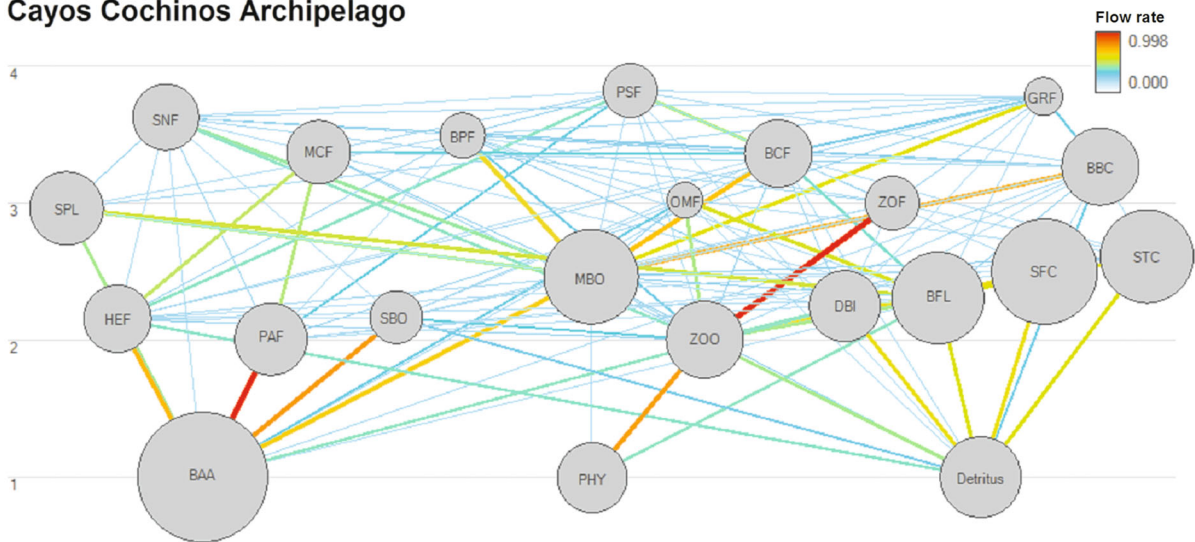 Cayos Cochinos Archipelago
Flow rate
0.998
0.000
4
PSF
GRF
SNF
BPF
MCF
BCF
BBC
3
OMF
ZOF
SPL
STC
SFC
MBO
BFL
DBI
HEF
SBO
PAF
ZOO
2
BAA
PHY
Detritus
1